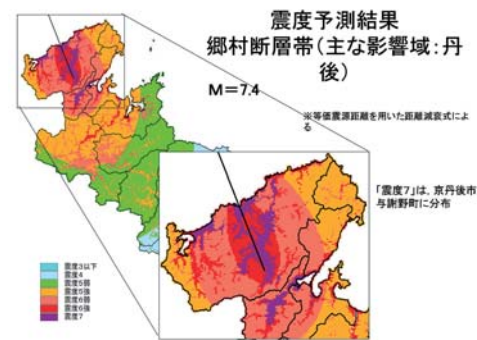 震度予測結果
郷村断層帯(主な影響域:丹
後)
M=7.4
※等価震源距離を用いた距離減衰式によ
る
「震度7」は、京丹後市
与謝野町に分布
震度3以下
震度4
震度5弱
震度5強
震度6弱
震度6強
震度7